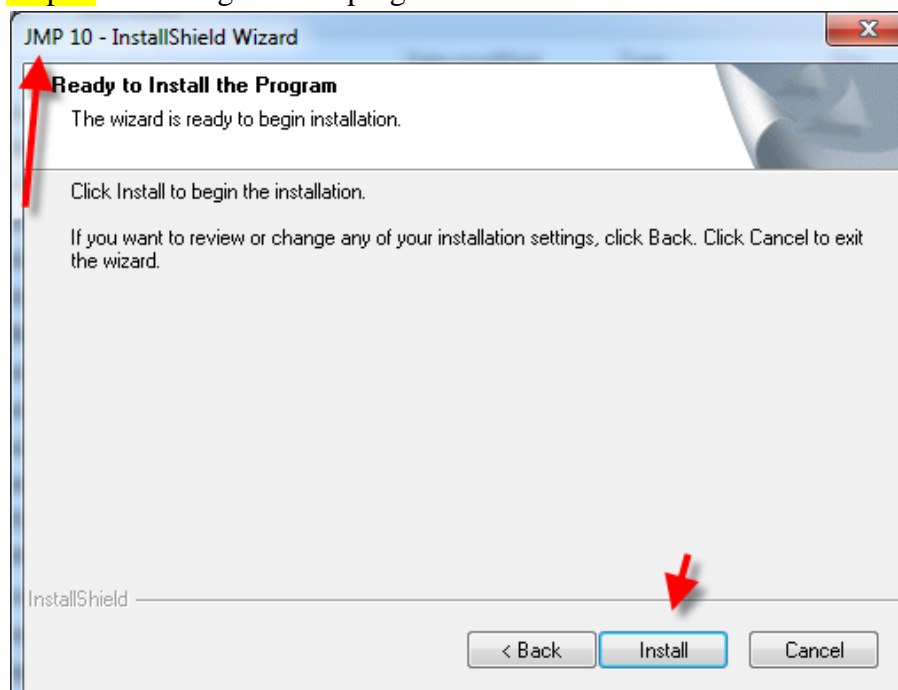 JMP 10 - InstallShield Wizard
Ready to Install the Program
The wizard is ready to begin installation.
Click Install to begin the installation.
If you want to review or change any of your installation settings, click Back. Click Cancel to exit
the wizard.
InstallShield
< Back Install Cancel